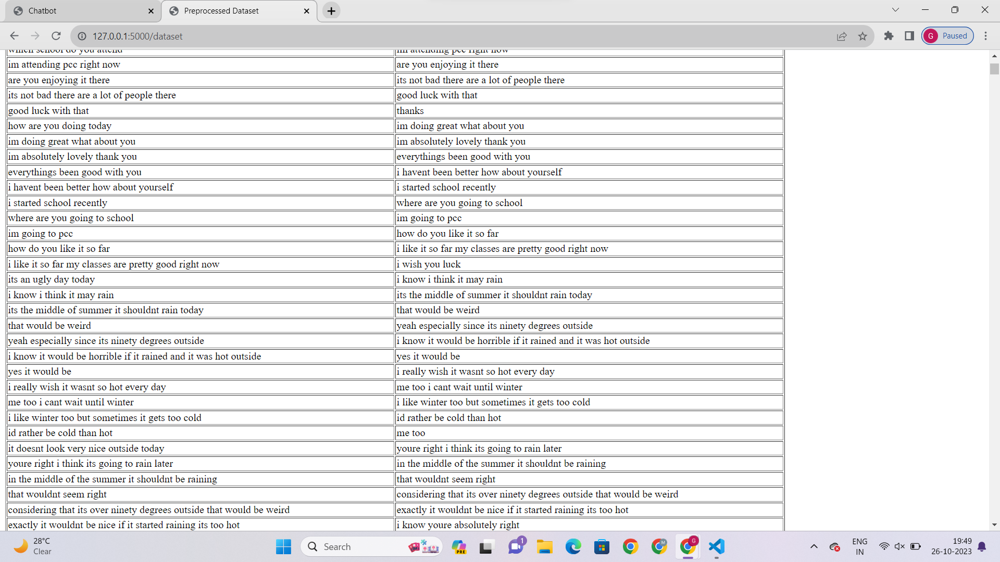 Chatbot
Preprocessed Dataset
127.0.0.1:5000/dataset
G Paused
which school do you attend im attending pcc right now
im attending pcc right now are you enjoying it there
are you enjoying it there its not bad there are a lot of people there
its not bad there are a lot of people there good luck with that
good luck with that thanks
how are you doing today im doing great what about you
im doing great what about you im absolutely lovely thank you
im absolutely lovely thank you everythings been good with you
everythings been good with you i havent been better how about yourself
i havent been better how about yourself i started school recently
i started school recently where are you going to school
where are you going to school im going to pcc
im going to pcc how do you like it so far
how do you like it so far i like it so far my classes are pretty good right now
i like it so far my classes are pretty good right now i wish you luck
its an ugly day today i know i think it may rain
i know i think it may rain its the middle of summer it shouldnt rain today
its the middle of summer it shouldnt rain today that would be weird
that would be weird yeah especially since its ninety degrees outside
yeah especially since its ninety degrees outside i know it would be horrible if it rained and it was hot outside
i know it would be horrible if it rained and it was hot outside yes it would be
yes it would be i really wish it wasnt so hot every day
i really wish it wasnt so hot every day me too i cant wait until winter
me too i cant wait until winter i like winter too but sometimes it gets too cold
i like winter too but sometimes it gets too cold id rather be cold than hot
id rather be cold than hot me too
it doesnt look very nice outside today youre right i think its going to rain later
youre right i think its going to rain later in the middle of the summer it shouldnt be raining
in the middle of the summer it shouldnt be raining that wouldnt seem right
that wouldnt seem right considering that its over ninety degrees outside that would be weird
considering that its over ninety degrees outside that would be weird exactly it wouldnt be nice if it started raining its too hot
exactly it wouldnt be nice if it started raining its too hot i know youre absolutely right
28°C
Clear
Search
PRE
1
M
G
ENG
IN
19:49
26-10-2023